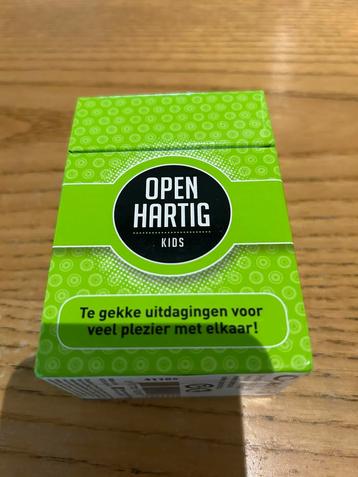 OPEN
HARTIG
KIDS
Te gekke uitdagingen voor
veel plezier met elkaar!